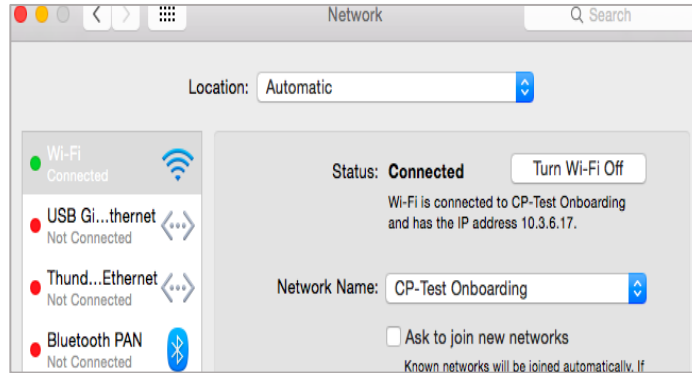 Network
Search
Location: Automatic
Wi-Fi
Connected
USB Gi...thernet
Not Connected
Thund...Ethernet
Not Connected
Bluetooth PAN
Not Connected
Status: Connected
Turn Wi-Fi Off
Wi-Fi is connected to CP-Test Onboarding
and has the IP address 10.3.6.17.
Network Name: CP-Test Onboarding
Ask to join new networks
Known networks will be joined automatically. If